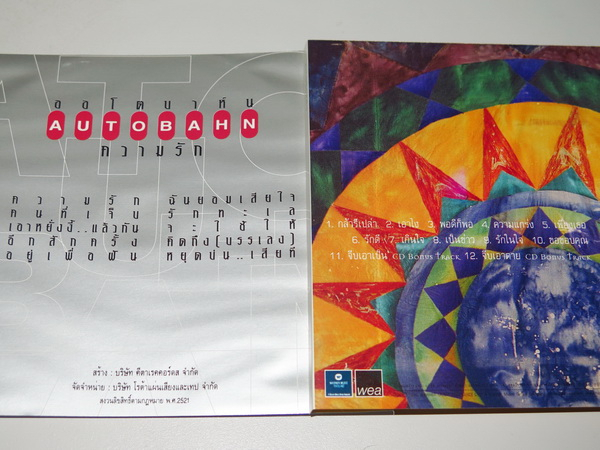 ออโตบาห์น
AUTOBAHN
ความรัก
ความรัก ฉันยอมเสียใจ
คนที่เจ็บ รักทะเล
เอาหยั่งงี้..แล้วกัน จะใช้ให้
อีกสักครั้ง คิดถึง(บรรเลง)
อยู่เพื่อฝัน หยุดปน..เสียที
สร้าง : บริษัท คีตาเรคคอร์ดส จำกัด
จัดจำหน่าย : บริษัท โรต้าแผ่นเสียงและเทป จำกัด
สงวนลิขสิทธิ์ตามกฎหมาย พ.ศ.2521
1. กลัวรึเปล่า 2. เอาไง 3. พอดีก็พอ 4. ความแกร่ง 5. เพื่อเธอ
6. รักดี 7. เกินใจ 8. เป็นข่าว 9. รักในใจ 10. ขอขอบคุณ
11. จีบเอาเป็น CD Bonus Track 12. จีบเอาตาย CD Bonus Track
wea